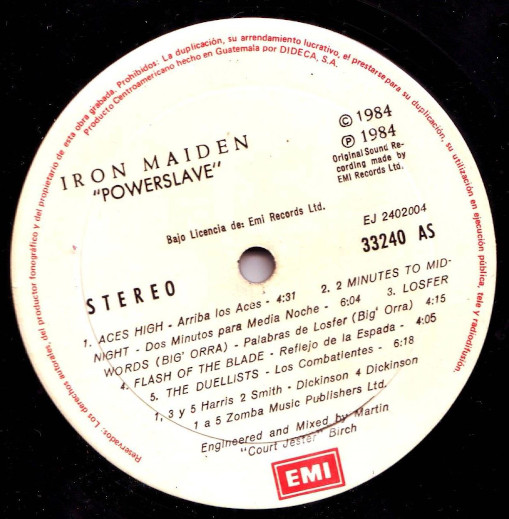 Reservados: Los derechos autorales, del productor fonográfico y del propietario de esta obra grabada. Prohibidos: La duplicación, su arrendamiento lucrativo, el prestarse para su duplicación, su utilización en ejecución pública, tele y radiodifusión.
Producto Centroamericano hecho en Guatemala por DIDECA, S.A.
IRON MAIDEN
"POWERSLAVE"
© 1984
℗ 1984
Original Sound Re-
cording made by
EMI Records Ltd.
Bajo Licencia de: Emi Records Ltd.
EJ 2402004
33240 AS
STEREO
1. ACES HIGH - Arriba los Aces - 4:31 2. 2 MINUTES TO MID-
NIGHT - Dos Minutos para Media Noche - 6:04 3. LOSFER
WORDS (BIG' ORRA) - Palabras de Losfer (Big' Orra) 4:15
4. FLASH OF THE BLADE - Reflejo de la Espada - 4:05
5. THE DUELLISTS - Los Combatientes - 6:18
1, 3 y 5 Harris 2 Smith - Dickinson 4 Dickinson
1 a 5 Zomba Music Publishers Ltd.
Engineered and Mixed by Martin
"Court Jester" Birch
EMI